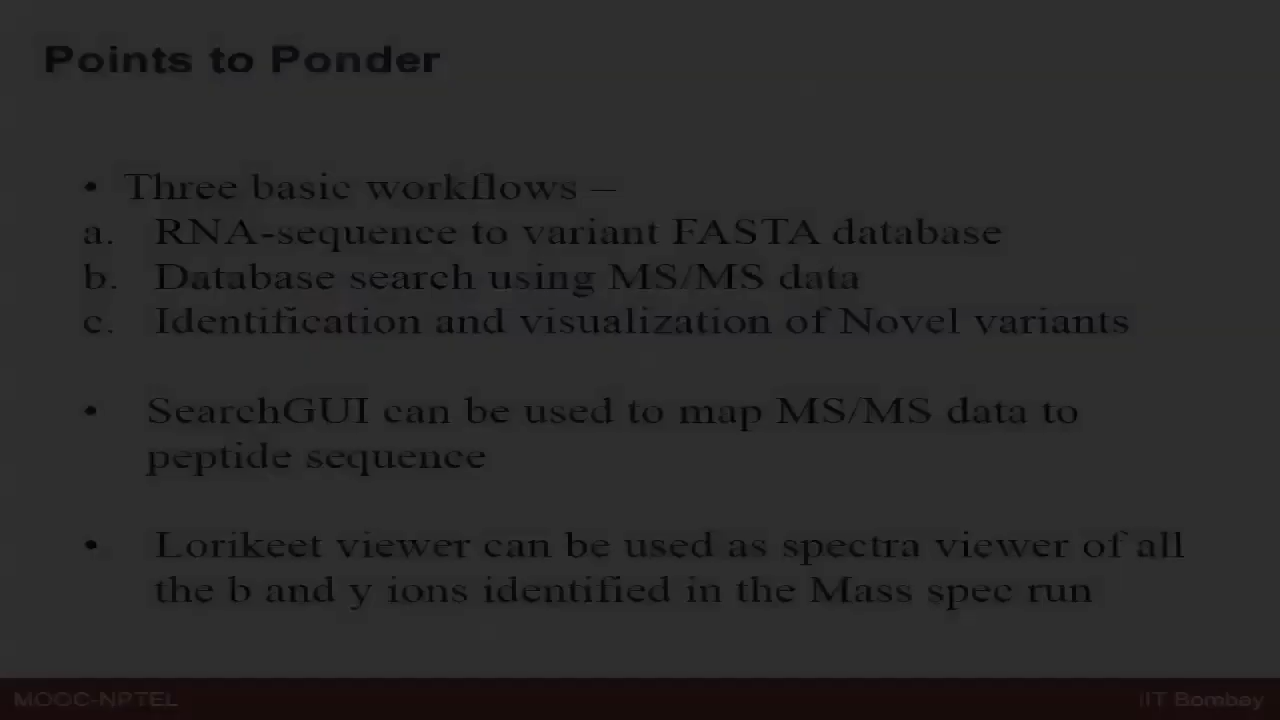 Points to Ponder
• Three basic workflows –
a. RNA-sequence to variant FASTA database
b. Database search using MS/MS data
c. Identification and visualization of Novel variants
• SearchGUI can be used to map MS/MS data to
peptide sequence
• Lorikeet viewer can be used as spectra viewer of all
the b and y ions identified in the Mass spec run
MOOC-NPTEL
IIT Bombay